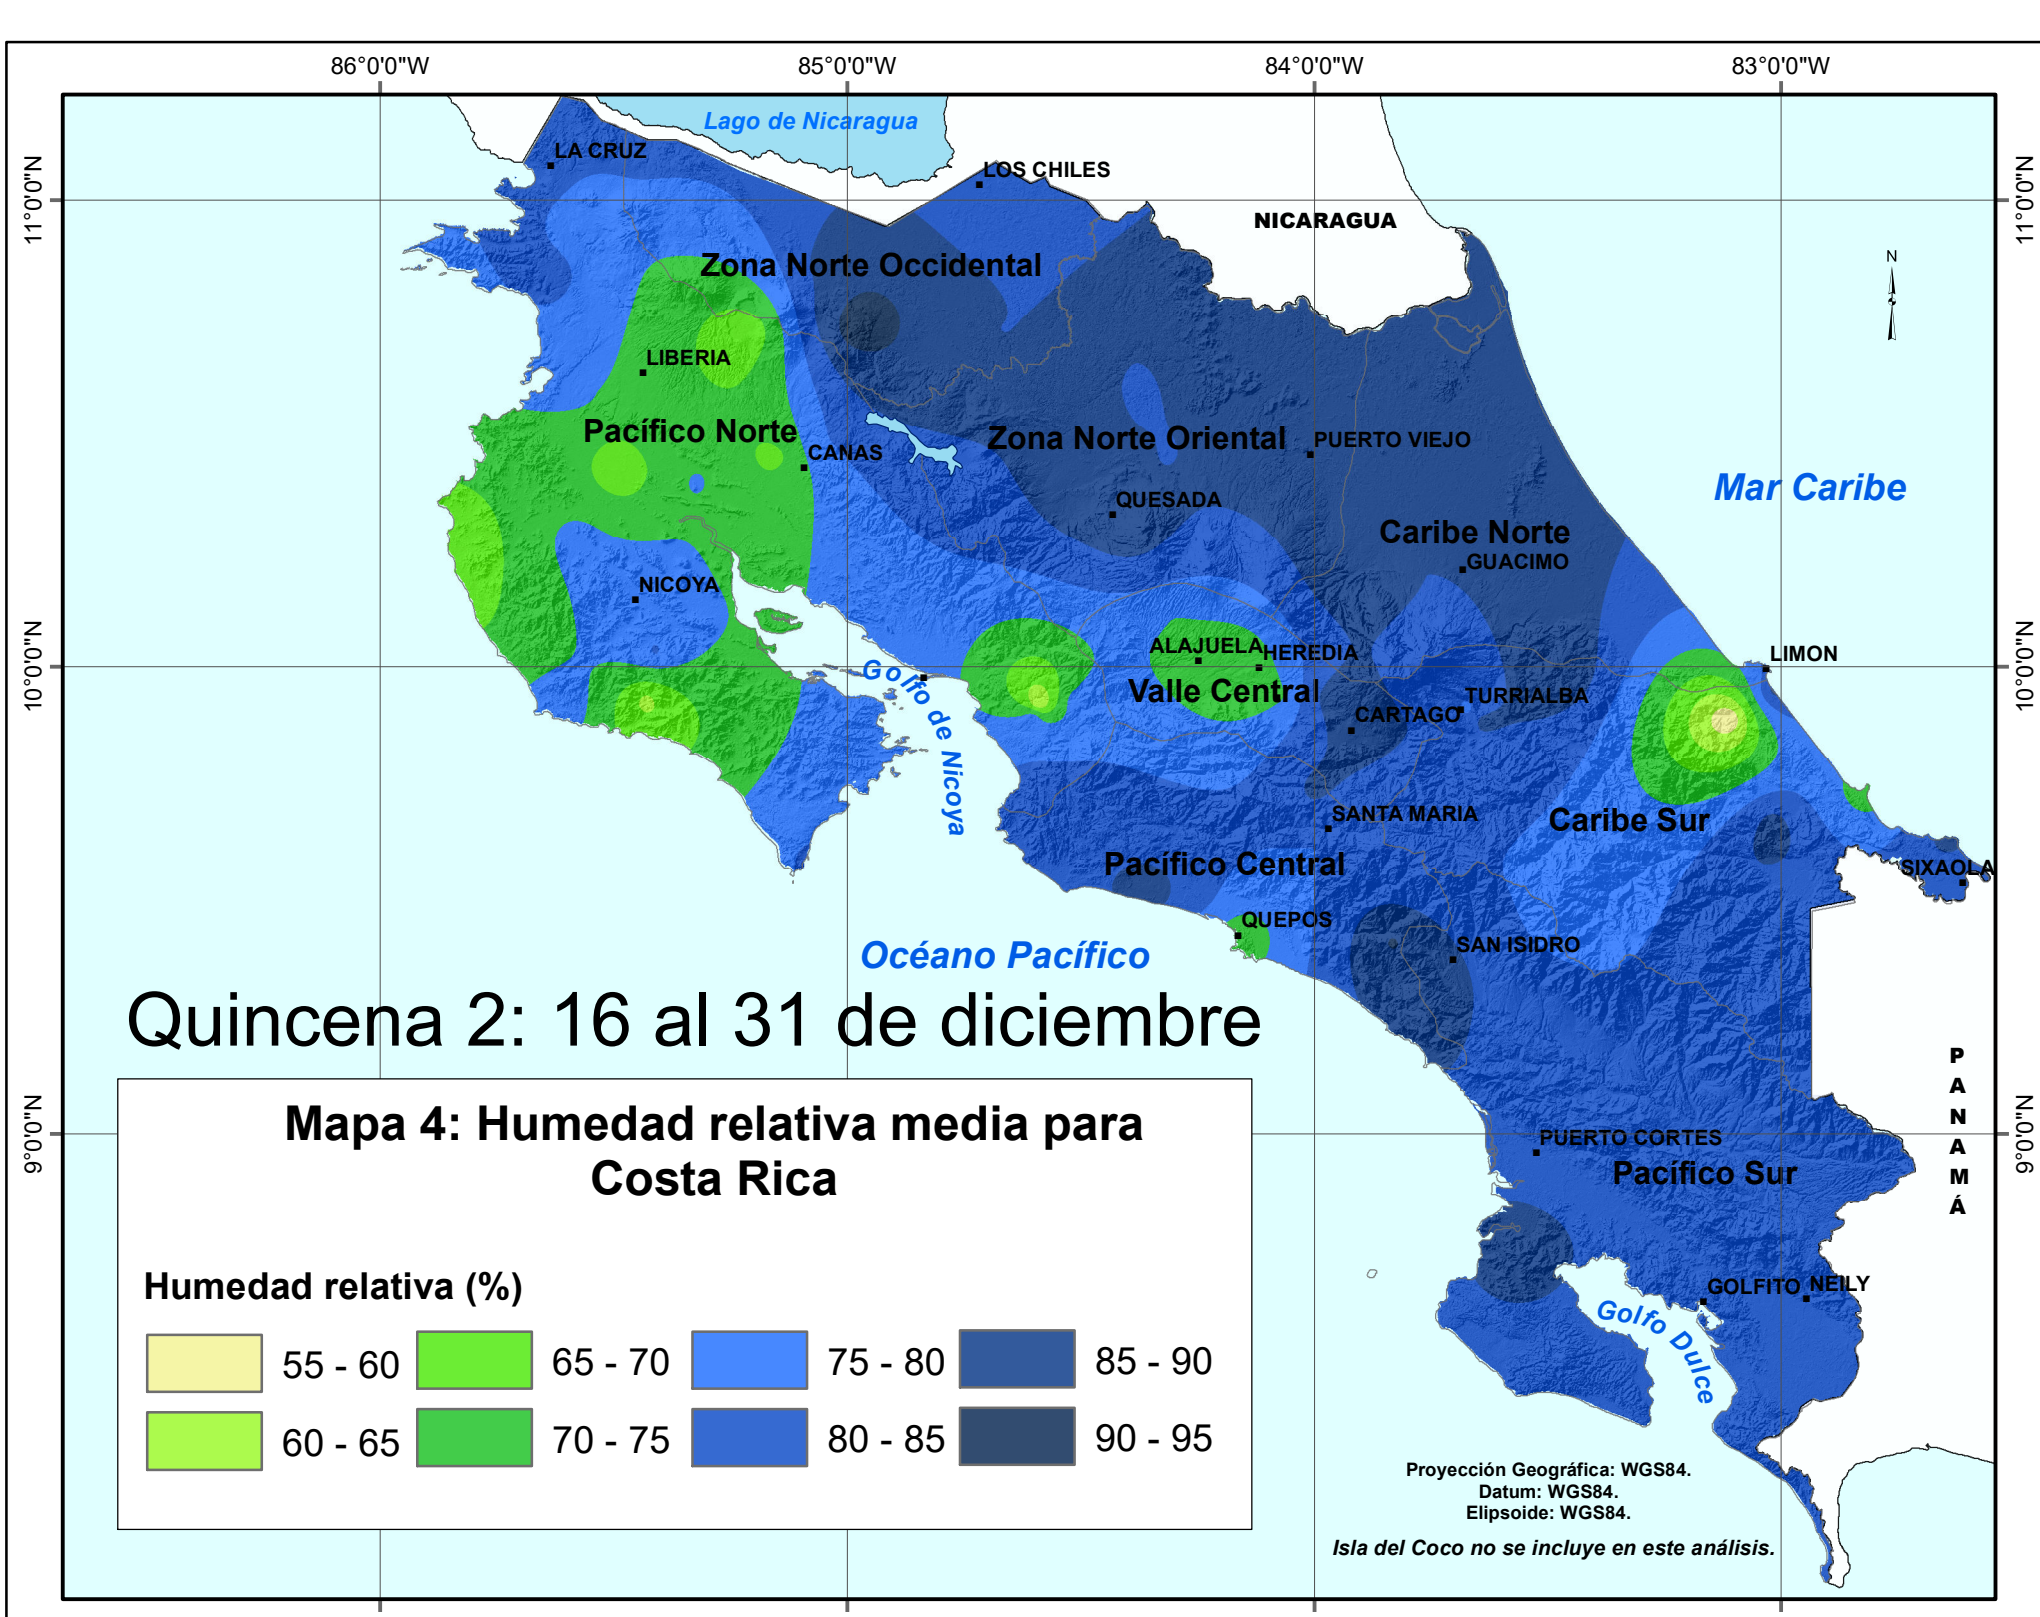 86°0'0"W
85°0'0"W
84°0'0"W
83°0'0"W
Lago de Nicaragua
LA CRUZ
LOS CHILES
11°0'0"N
11°0'0"N
NICARAGUA
N
Zona Norte Occidental
LIBERIA
Pacífico Norte
CANAS
Zona Norte Oriental
PUERTO VIEJO
Mar Caribe
QUESADA
Caribe Norte
GUACIMO
NICOYA
10°0'0"N
10°0'0"N
ALAJUELA
HEREDIA
LIMON
Golfo de Nicoya
Valle Central
TURRIALBA
CARTAGO
SANTA MARIA
Caribe Sur
Pacífico Central
SIXAOLA
QUEPOS
SAN ISIDRO
Océano Pacífico
Quincena 2: 16 al 31 de diciembre
PANAMÁ
9°0'0"N
9°0'0"N
Mapa 4: Humedad relativa media para
Costa Rica
PUERTO CORTES
Pacífico Sur
GOLFITO
NEILY
Golfo Dulce
Humedad relativa (%)
55 - 60
65 - 70
75 - 80
85 - 90
60 - 65
70 - 75
80 - 85
90 - 95
Proyección Geográfica: WGS84.
Datum: WGS84.
Elipsoide: WGS84.
Isla del Coco no se incluye en este análisis.